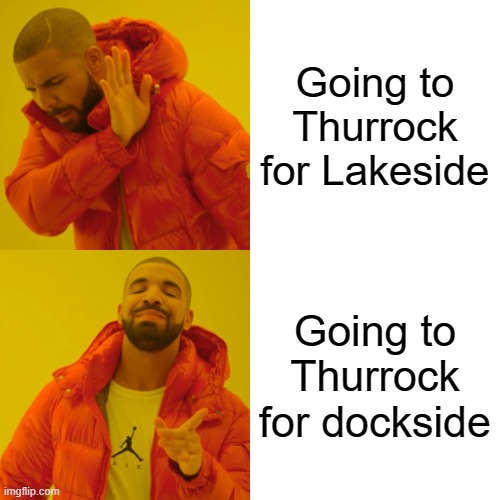 Going to
Thurrock
for Lakeside
Going to
Thurrock
for dockside
imgflip.com